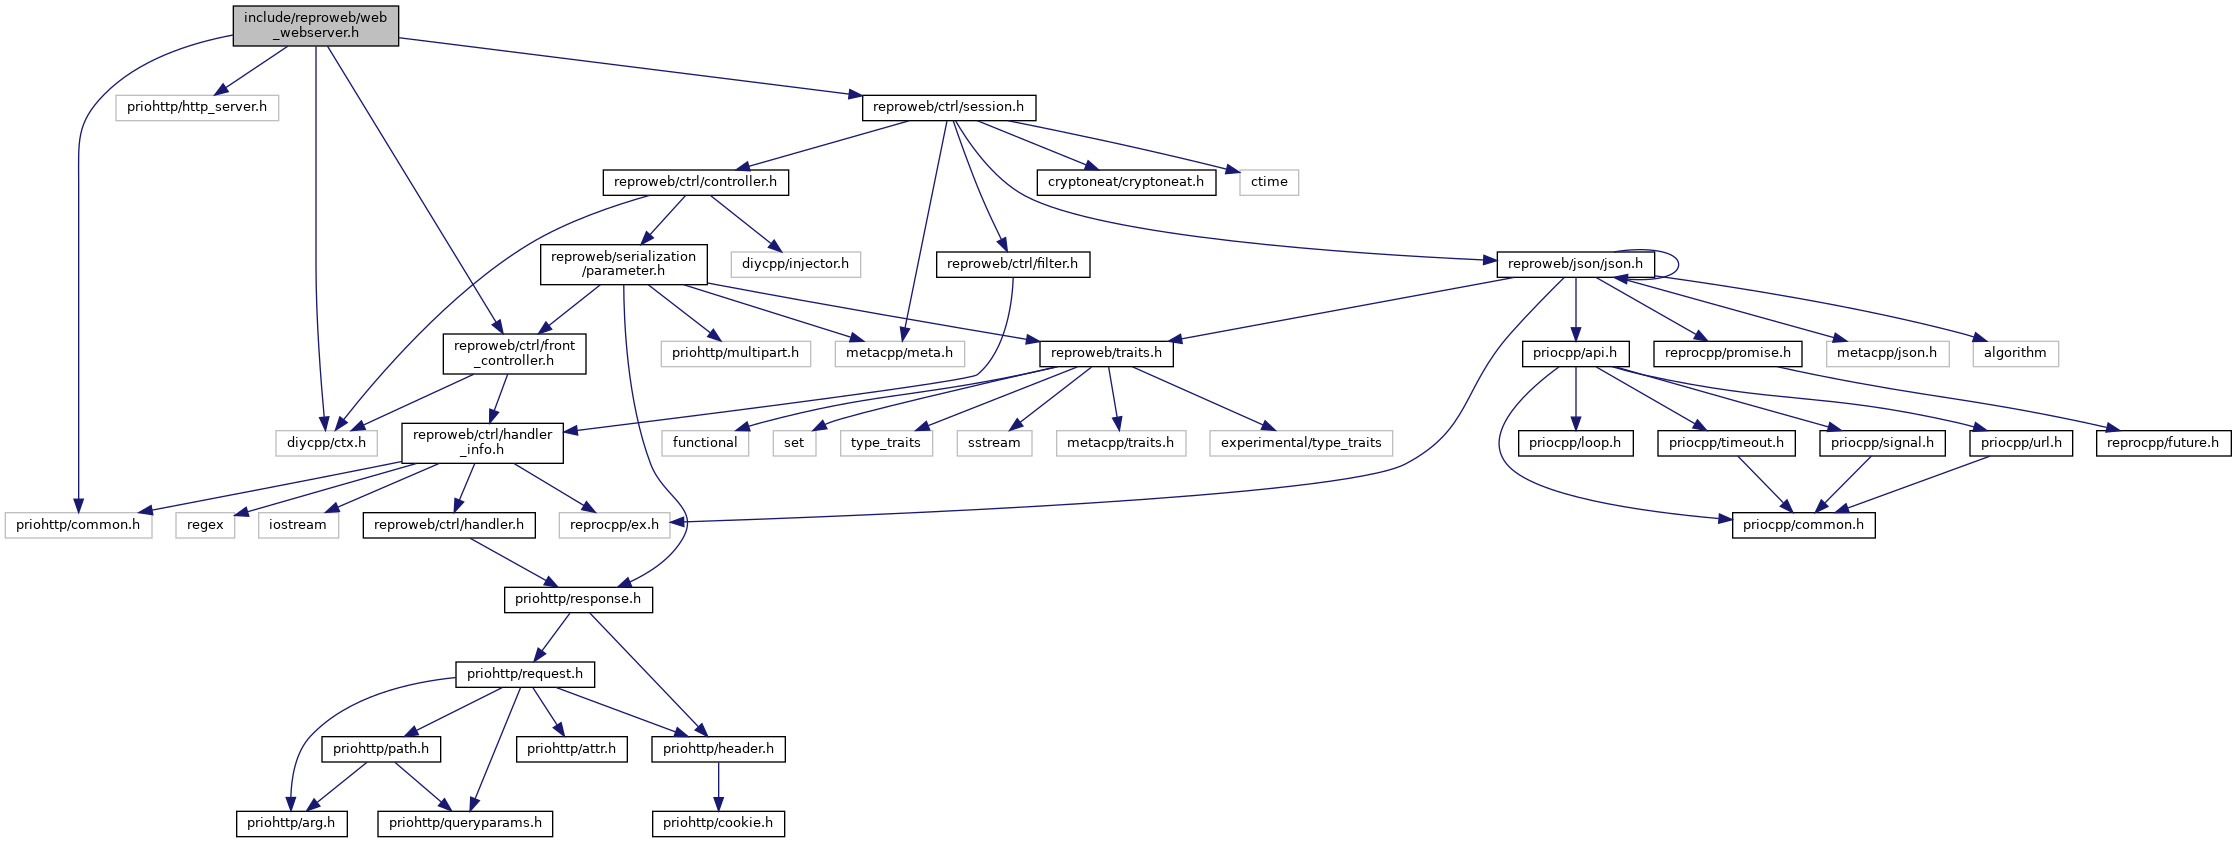 include/reproweb/web
_webserver.h
priohttp/http_server.h
reproweb/ctrl/session.h
reproweb/ctrl/controller.h
cryptoneat/cryptoneat.h
ctime
reproweb/serialization
/parameter.h
diycpp/injector.h
reproweb/ctrl/filter.h
reproweb/json/json.h
reproweb/ctrl/front
_controller.h
priohttp/multipart.h
metacpp/meta.h
reproweb/traits.h
priocpp/api.h
reprocpp/promise.h
metacpp/json.h
algorithm
diycpp/ctx.h
reproweb/ctrl/handler
_info.h
functional
set
type_traits
sstream
metacpp/traits.h
experimental/type_traits
priocpp/loop.h
priocpp/timeout.h
priocpp/signal.h
priocpp/url.h
reprocpp/future.h
priohttp/common.h
regex
iostream
reproweb/ctrl/handler.h
reprocpp/ex.h
priocpp/common.h
priohttp/response.h
priohttp/request.h
priohttp/path.h
priohttp/attr.h
priohttp/header.h
priohttp/arg.h
priohttp/queryparams.h
priohttp/cookie.h